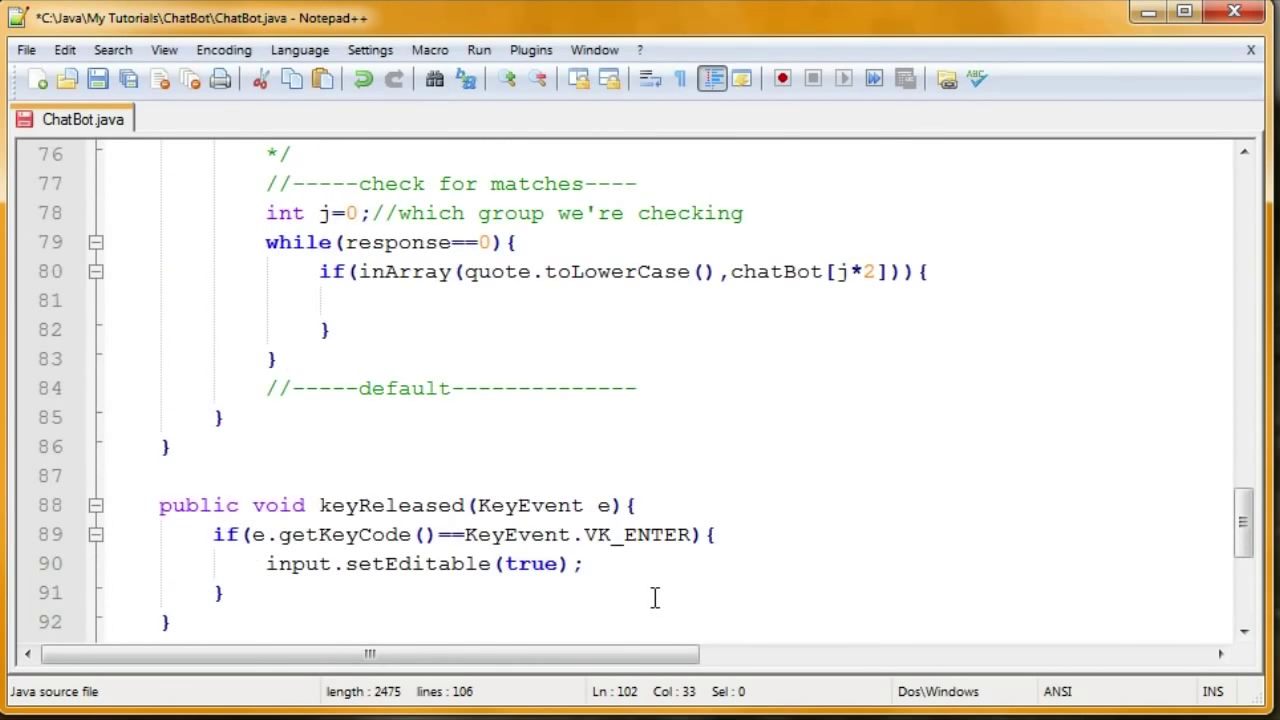 *C:\Java\My Tutorials\ChatBot\ChatBot.java - Notepad++
File Edit Search View Encoding Language Settings Macro Run Plugins Window ? X
ABC
ChatBot.java
76 */
77 //-----check for matches----
78 int j=0;//which group we're checking
79 while(response==0){
80 if(inArray(quote.toLowerCase(),chatBot[j*2])){
81
82 }
83 }
84 //-----default--------------
85 }
86 }
87
88 public void keyReleased(KeyEvent e){
89 if(e.getKeyCode()==KeyEvent.VK_ENTER){
90 input.setEditable(true);
91 }
92 }
Java source file length : 2475 lines : 106 Ln : 102 Col : 33 Sel : 0 Dos\Windows ANSI INS